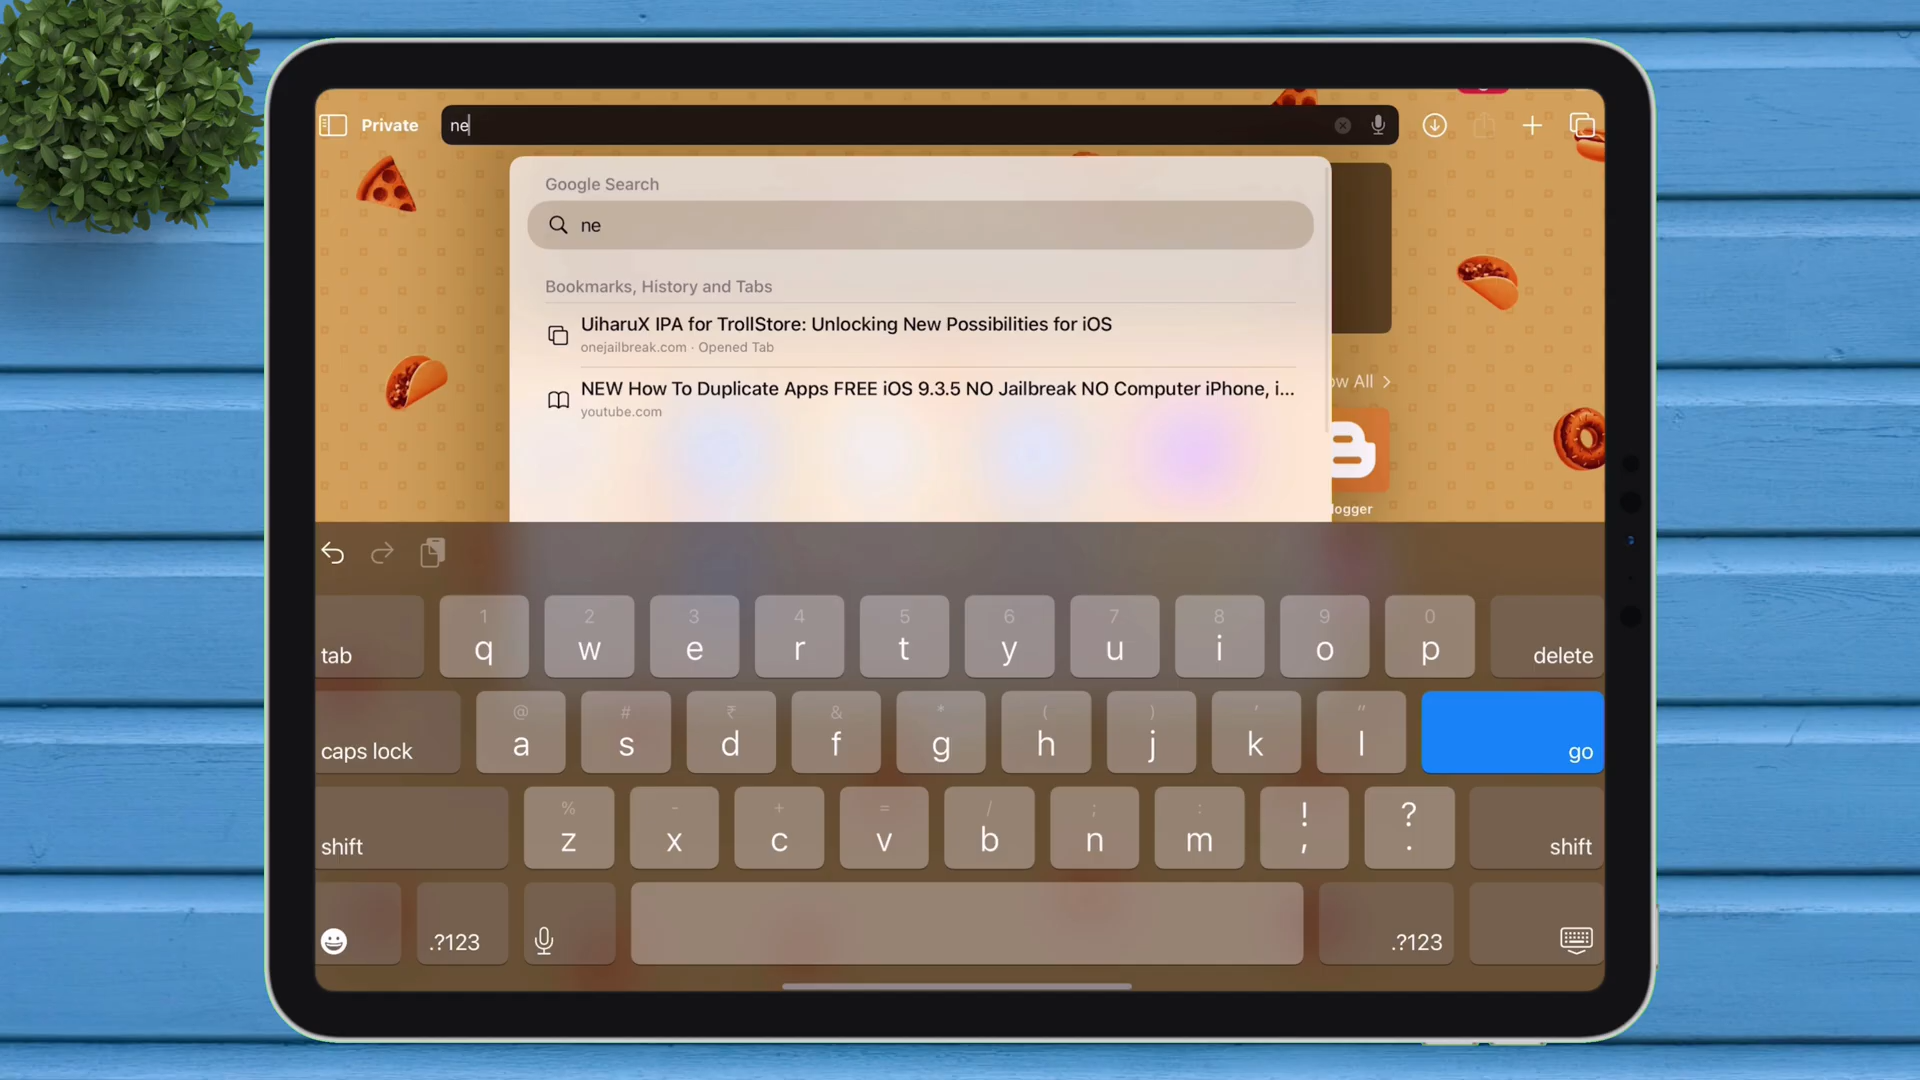 Private
ne
Google Search
ne
Bookmarks, History and Tabs
UiharuX IPA for TrollStore: Unlocking New Possibilities for iOS
onejailbreak.com · Opened Tab
NEW How To Duplicate Apps FREE iOS 9.3.5 NO Jailbreak NO Computer iPhone, i...
youtube.com
ow All >
logger
1 2 3 4 5 6 7 8 9 0
tab q w e r t y u i o p delete
@ # ₹ & * ( ) ' "
caps lock a s d f g h j k l go
% - + = / ; : ! ?
shift z x c v b n m , . shift
.?123 .?123